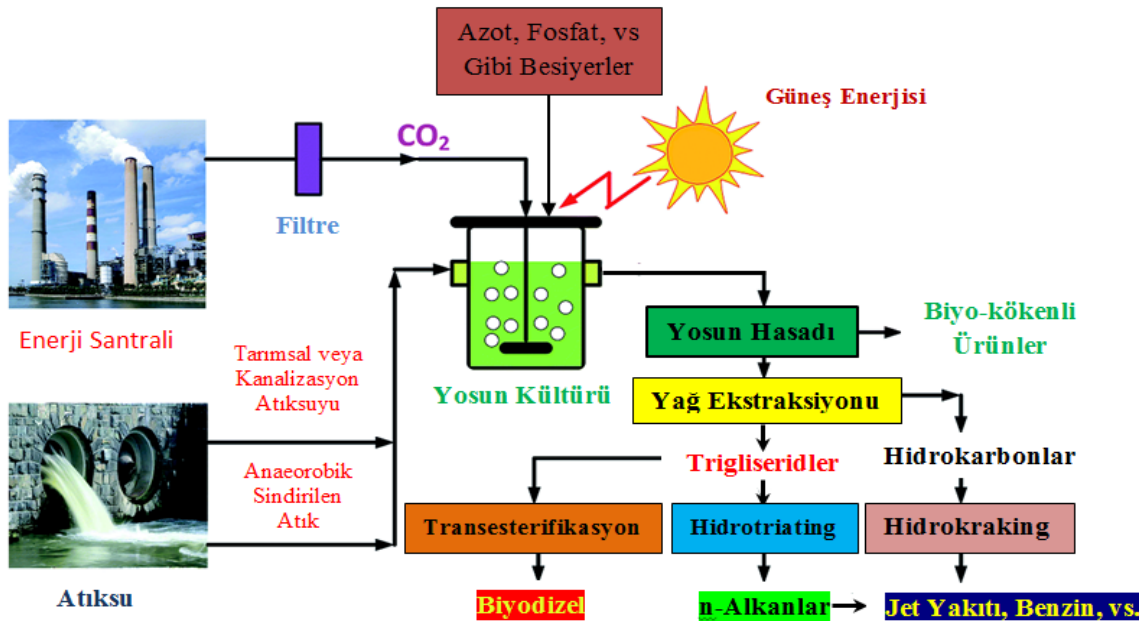 Azot, Fosfat, vs
Gibi Besiyerler
Güneş Enerjisi
CO₂
Filtre
Enerji Santrali
Tarımsal veya
Kanalizasyon
Atıksuyu
Anaeorobik
Sindirilen
Atık
Atıksu
Yosun Kültürü
Yosun Hasadı
Biyo-kökenli
Ürünler
Yağ Ekstraksiyonu
Trigliseridler
Hidrokarbonlar
Transesterifikasyon
Hidrotriating
Hidrokraking
Biyodizel
n-Alkanlar
Jet Yakıtı, Benzin, vs.